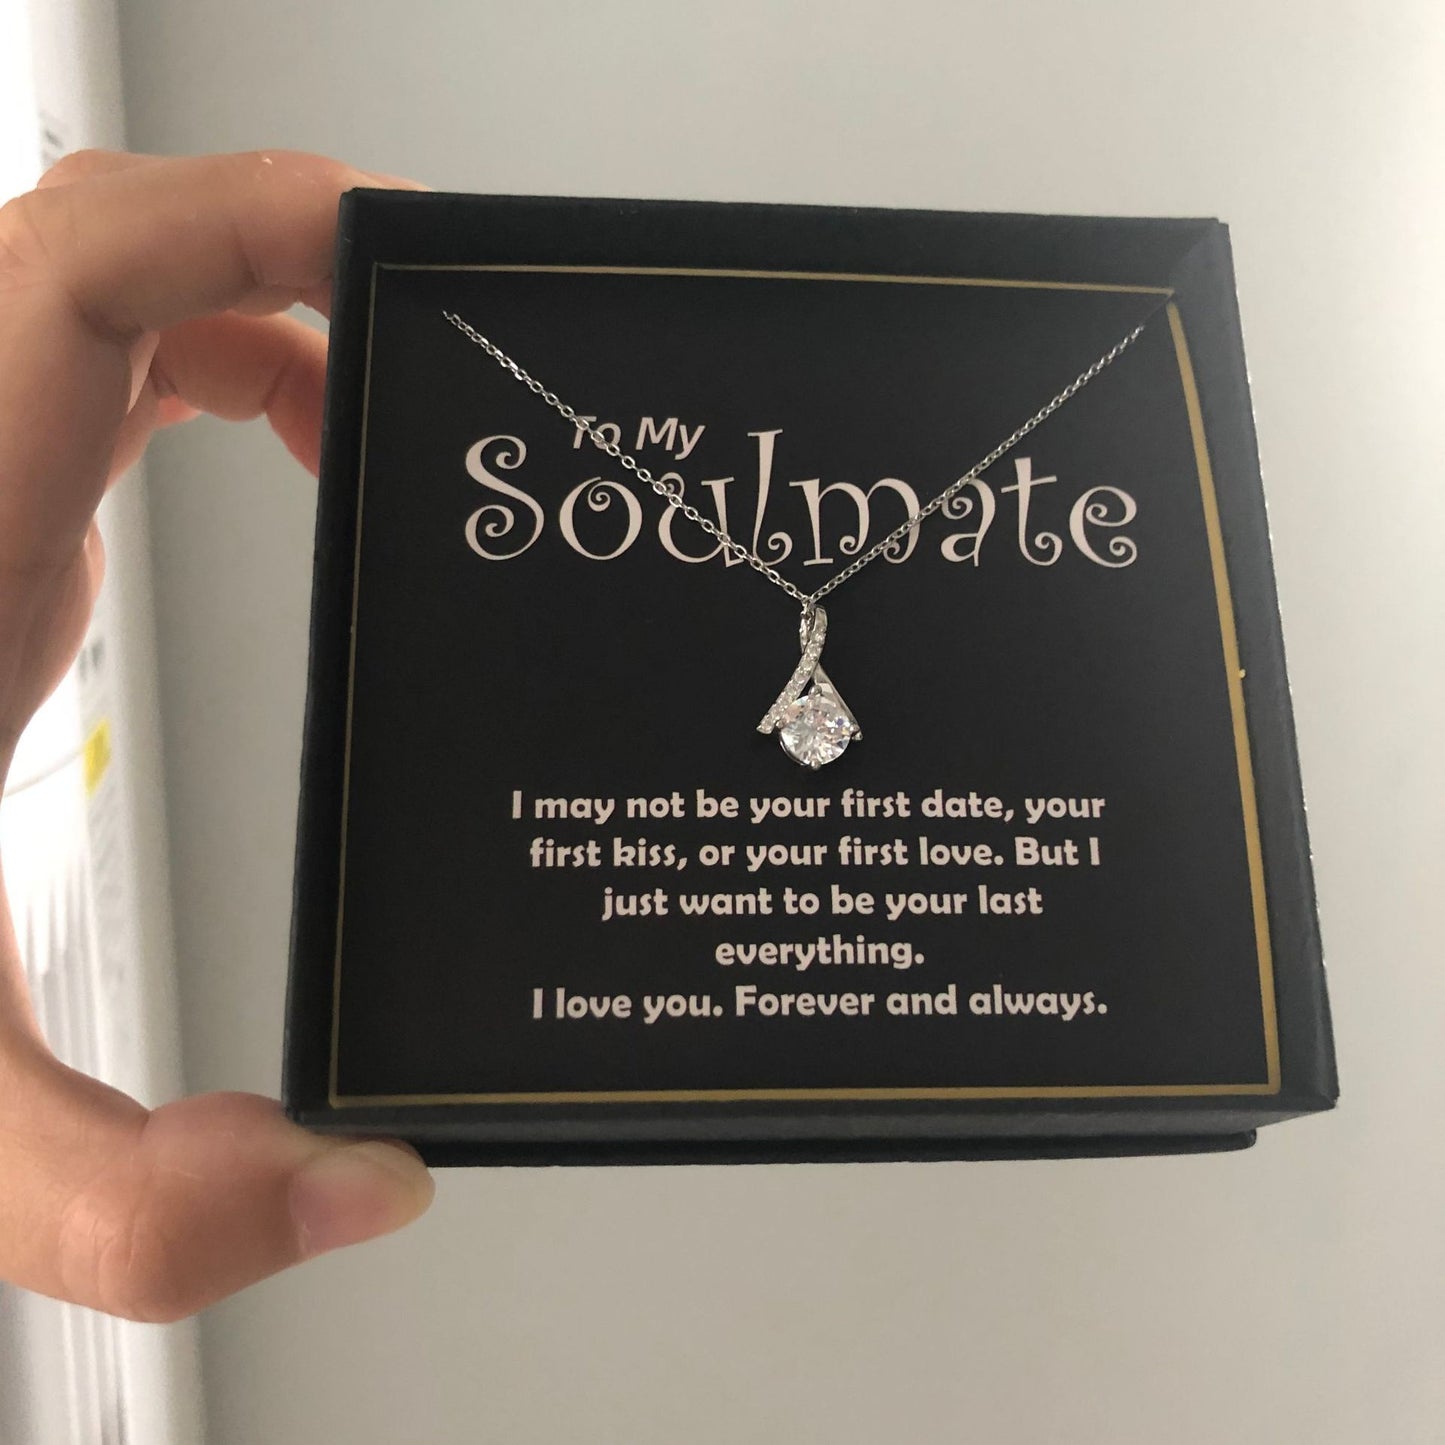 To My
Soulmate
I may not be your first date, your
first kiss, or your first love. But I
just want to be your last
everything.
I love you. Forever and always.